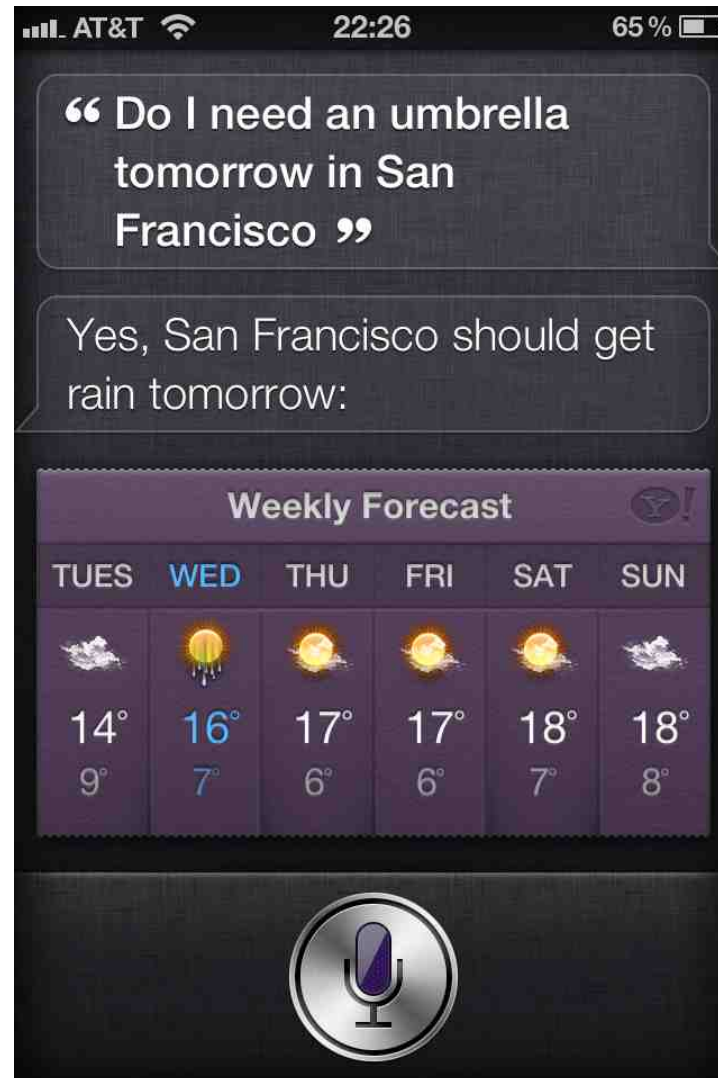 AT&T 22:26 65%
“ Do I need an umbrella
tomorrow in San
Francisco ”
Yes, San Francisco should get
rain tomorrow:
Weekly Forecast Y!
TUES WED THU FRI SAT SUN
14° 16° 17° 17° 18° 18°
9° 7° 6° 6° 7° 8°